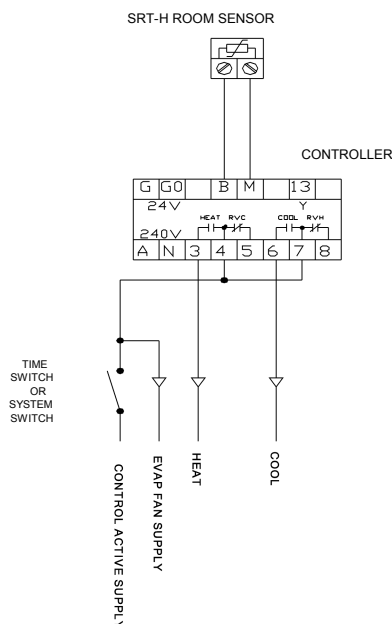 SRT-H ROOM SENSOR
CONTROLLER
G G0 B M 13
24V Y
HEAT RVC COOL RVH
240V
A N 3 4 5 6 7 8
TIME
SWITCH
OR
SYSTEM
SWITCH
CONTROL ACTIVE SUPPLY
EVAP FAN SUPPLY
HEAT
COOL